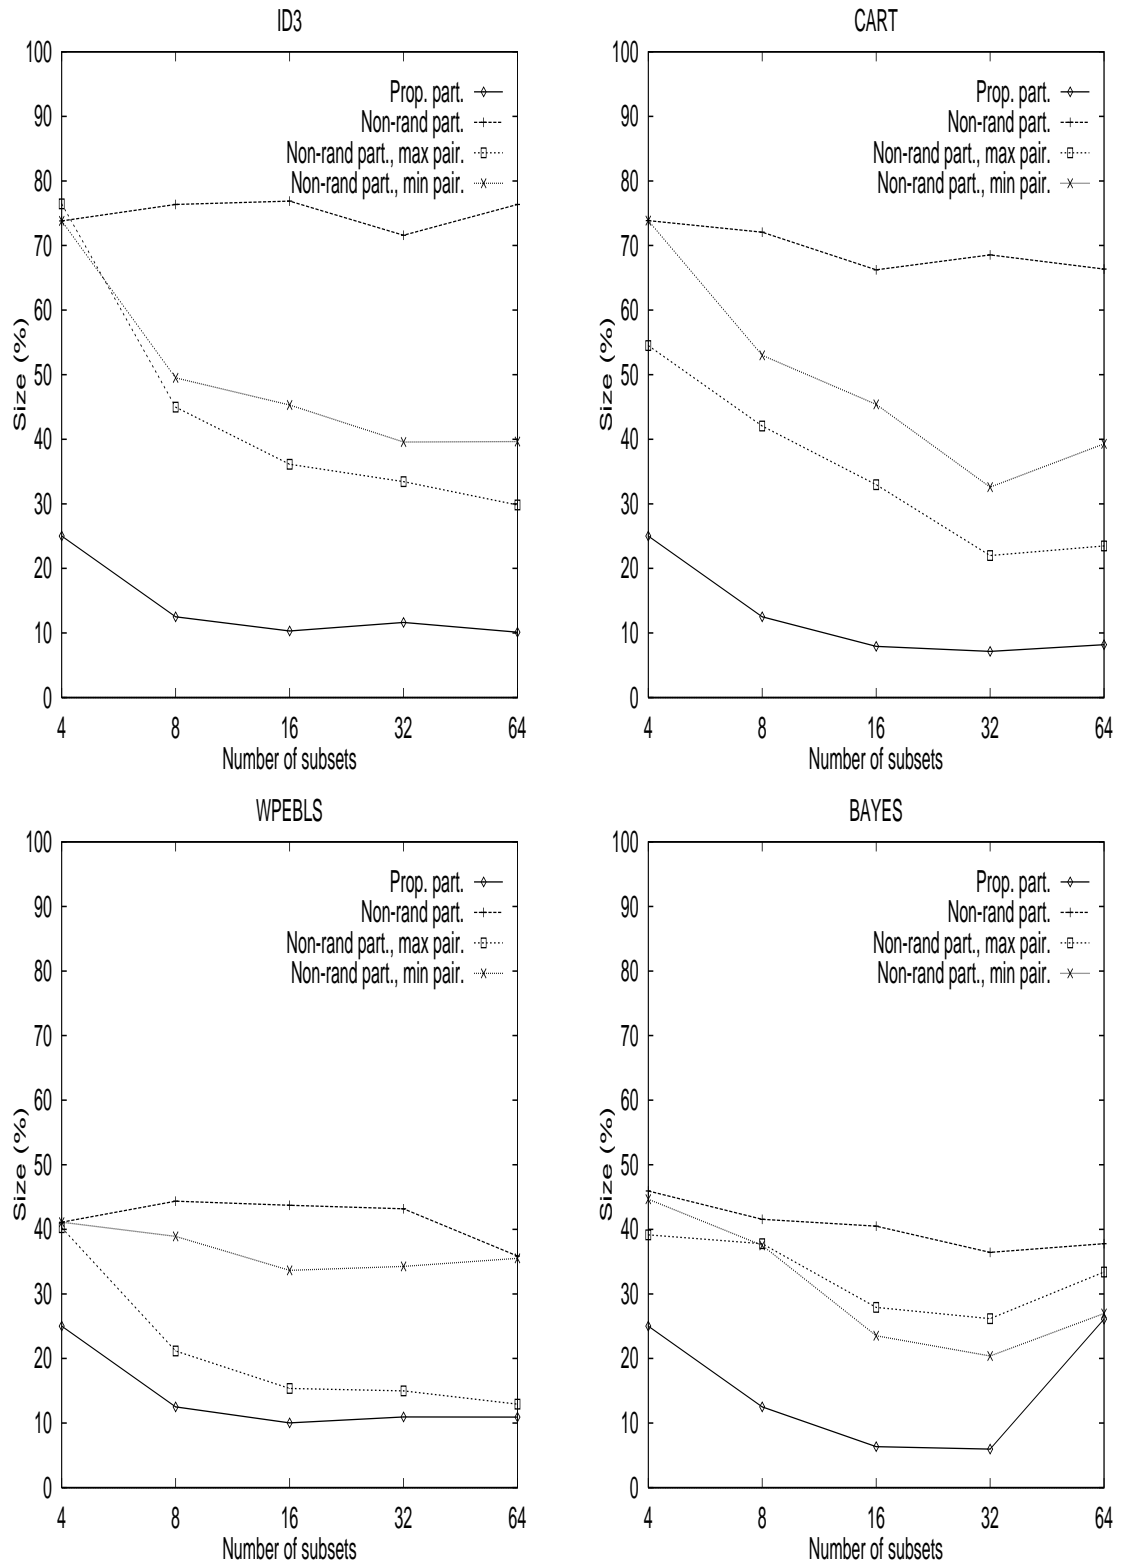 ID3
100
90
80
70
60
50
40
30
20
10
0
Size (%)
Prop. part.
Non-rand part.
Non-rand part., max pair.
Non-rand part., min pair.
4 8 16 32 64
Number of subsets
CART
100
90
80
70
60
50
40
30
20
10
0
Size (%)
Prop. part.
Non-rand part.
Non-rand part., max pair.
Non-rand part., min pair.
4 8 16 32 64
Number of subsets
WPEBLS
100
90
80
70
60
50
40
30
20
10
0
Size (%)
Prop. part.
Non-rand part.
Non-rand part., max pair.
Non-rand part., min pair.
4 8 16 32 64
Number of subsets
BAYES
100
90
80
70
60
50
40
30
20
10
0
Size (%)
Prop. part.
Non-rand part.
Non-rand part., max pair.
Non-rand part., min pair.
4 8 16 32 64
Number of subsets